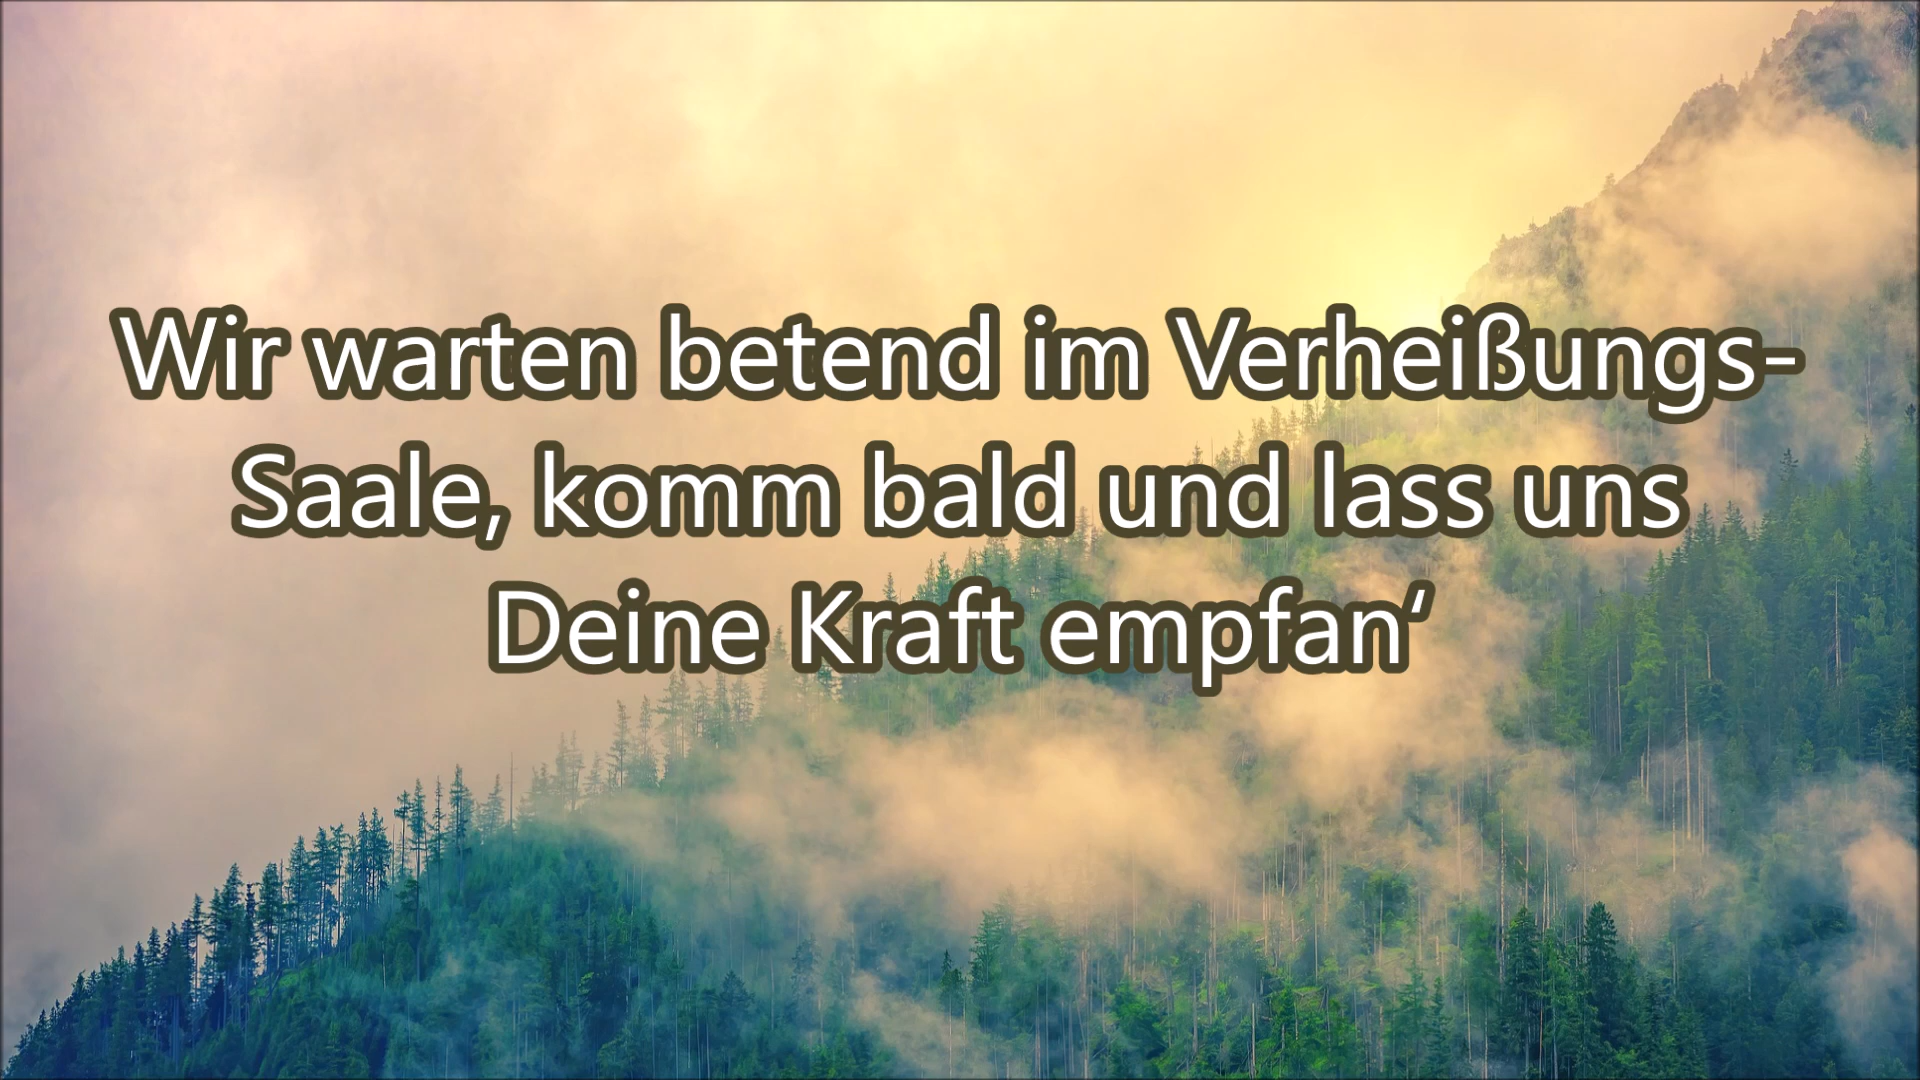 Wir warten betend im Verheißungs-
Saale, komm bald und lass uns
Deine Kraft empfan‘